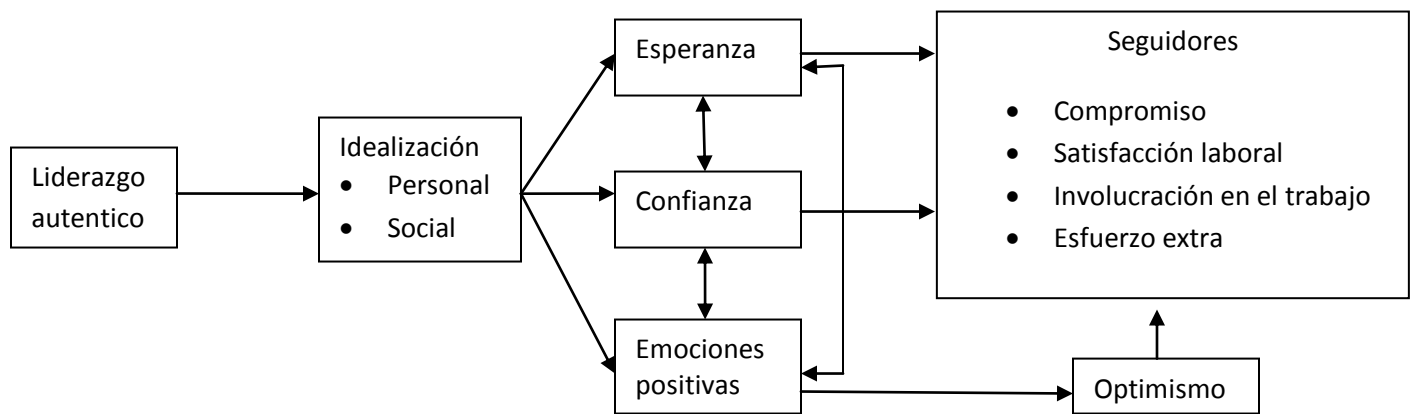 Liderazgo
autentico
Idealización
• Personal
• Social
Esperanza
Confianza
Emociones
positivas
Seguidores
• Compromiso
• Satisfacción laboral
• Involucración en el trabajo
• Esfuerzo extra
Optimismo